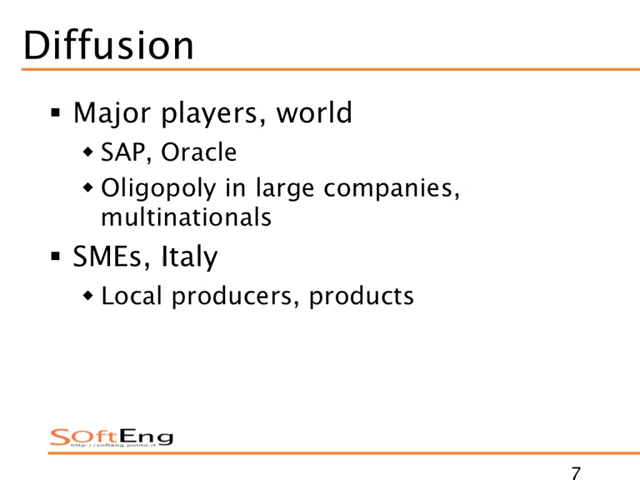 Diffusion
▪ Major players, world
◆ SAP, Oracle
◆ Oligopoly in large companies,
multinationals
▪ SMEs, Italy
◆ Local producers, products
SOftEng
http://softeng.polito.it
7